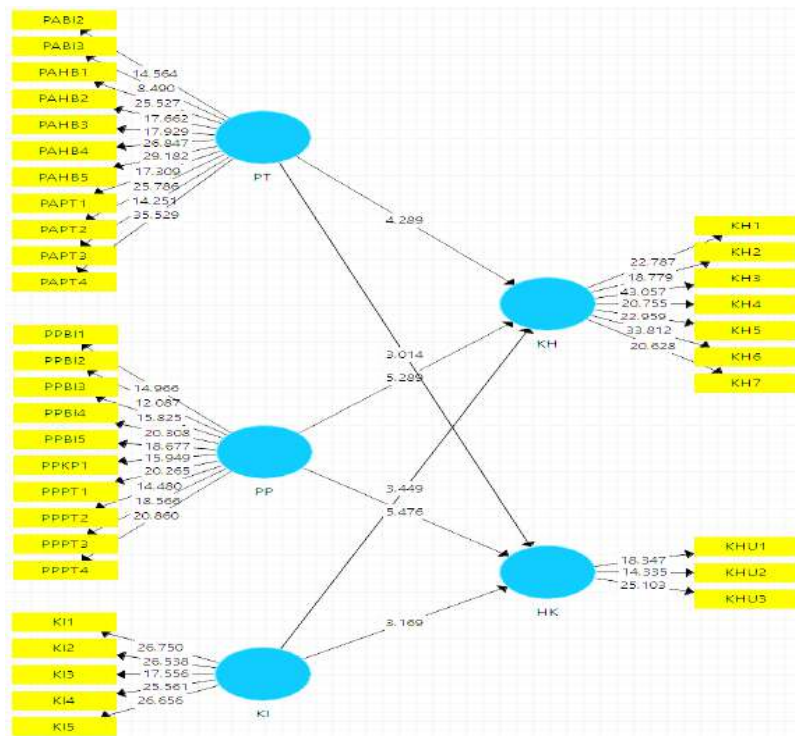 PABI2
PABI3
PAHB1
PAHB2
PAHB3
PAHB4
PAHB5
PAPT1
PAPT2
PAPT3
PAPT4
14.564
8.490
25.527
17.662
17.929
26.847
29.182
17.309
25.786
14.251
35.529
PT
4.289
KH1
KH2
KH3
KH4
KH5
KH6
KH7
22.787
18.779
43.057
20.755
22.959
33.812
20.628
KH
3.014
5.289
PPBI1
PPBI2
PPBI3
PPBI4
PPBI5
PPKP1
PPPT1
PPPT2
PPPT3
PPPT4
14.966
12.087
15.825
20.308
18.677
15.949
20.265
14.480
18.566
20.860
PP
3.449
5.476
KHU1
KHU2
KHU3
18.347
14.335
25.103
HK
3.169
KI1
KI2
KI3
KI4
KI5
26.750
26.538
17.556
25.561
26.656
KI